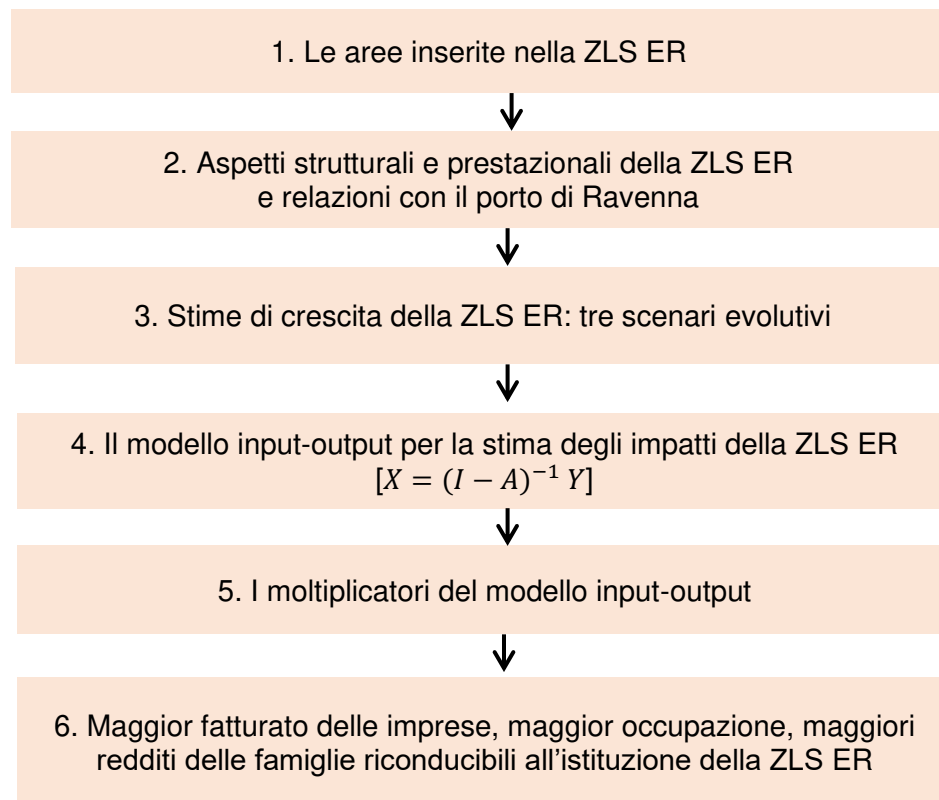 1. Le aree inserite nella ZLS ER
2. Aspetti strutturali e prestazionali della ZLS ER
e relazioni con il porto di Ravenna
3. Stime di crescita della ZLS ER: tre scenari evolutivi
4. Il modello input-output per la stima degli impatti della ZLS ER
[X = (I − A)⁻¹ Y]
5. I moltiplicatori del modello input-output
6. Maggior fatturato delle imprese, maggior occupazione, maggiori
redditi delle famiglie riconducibili all'istituzione della ZLS ER